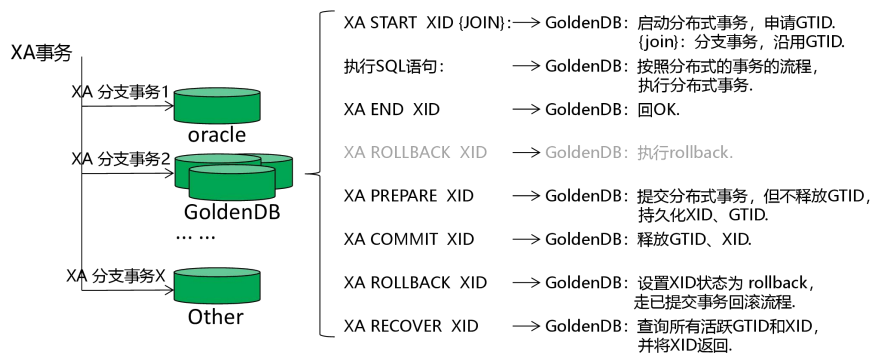 XA事务
XA 分支事务1
oracle
XA 分支事务2
GoldenDB
... ...
XA 分支事务X
Other
XA START XID {JOIN}: GoldenDB：启动分布式事务，申请GTID.
{join}：分支事务，沿用GTID.
执行SQL语句： GoldenDB：按照分布式的事务的流程，
执行分布式事务.
XA END XID GoldenDB：回OK.
XA ROLLBACK XID GoldenDB：执行rollback.
XA PREPARE XID GoldenDB：提交分布式事务，但不释放GTID，
持久化XID、GTID.
XA COMMIT XID GoldenDB：释放GTID、XID.
XA ROLLBACK XID GoldenDB：设置XID状态为 rollback，
走已提交事务回滚流程.
XA RECOVER XID GoldenDB：查询所有活跃GTID和XID，
并将XID返回.